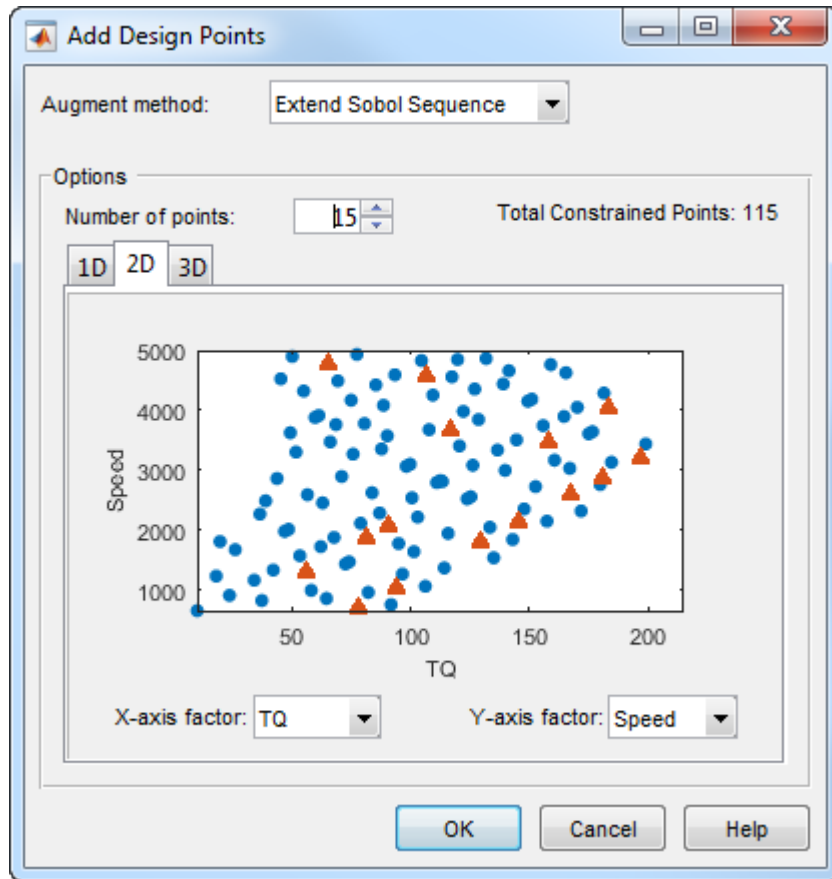 Add Design Points
Augment method: Extend Sobol Sequence
Options
Number of points: 15 Total Constrained Points: 115
1D 2D 3D
5000
4000
3000
2000
1000
Speed
50 100 150 200
TQ
X-axis factor: TQ Y-axis factor: Speed
OK Cancel Help